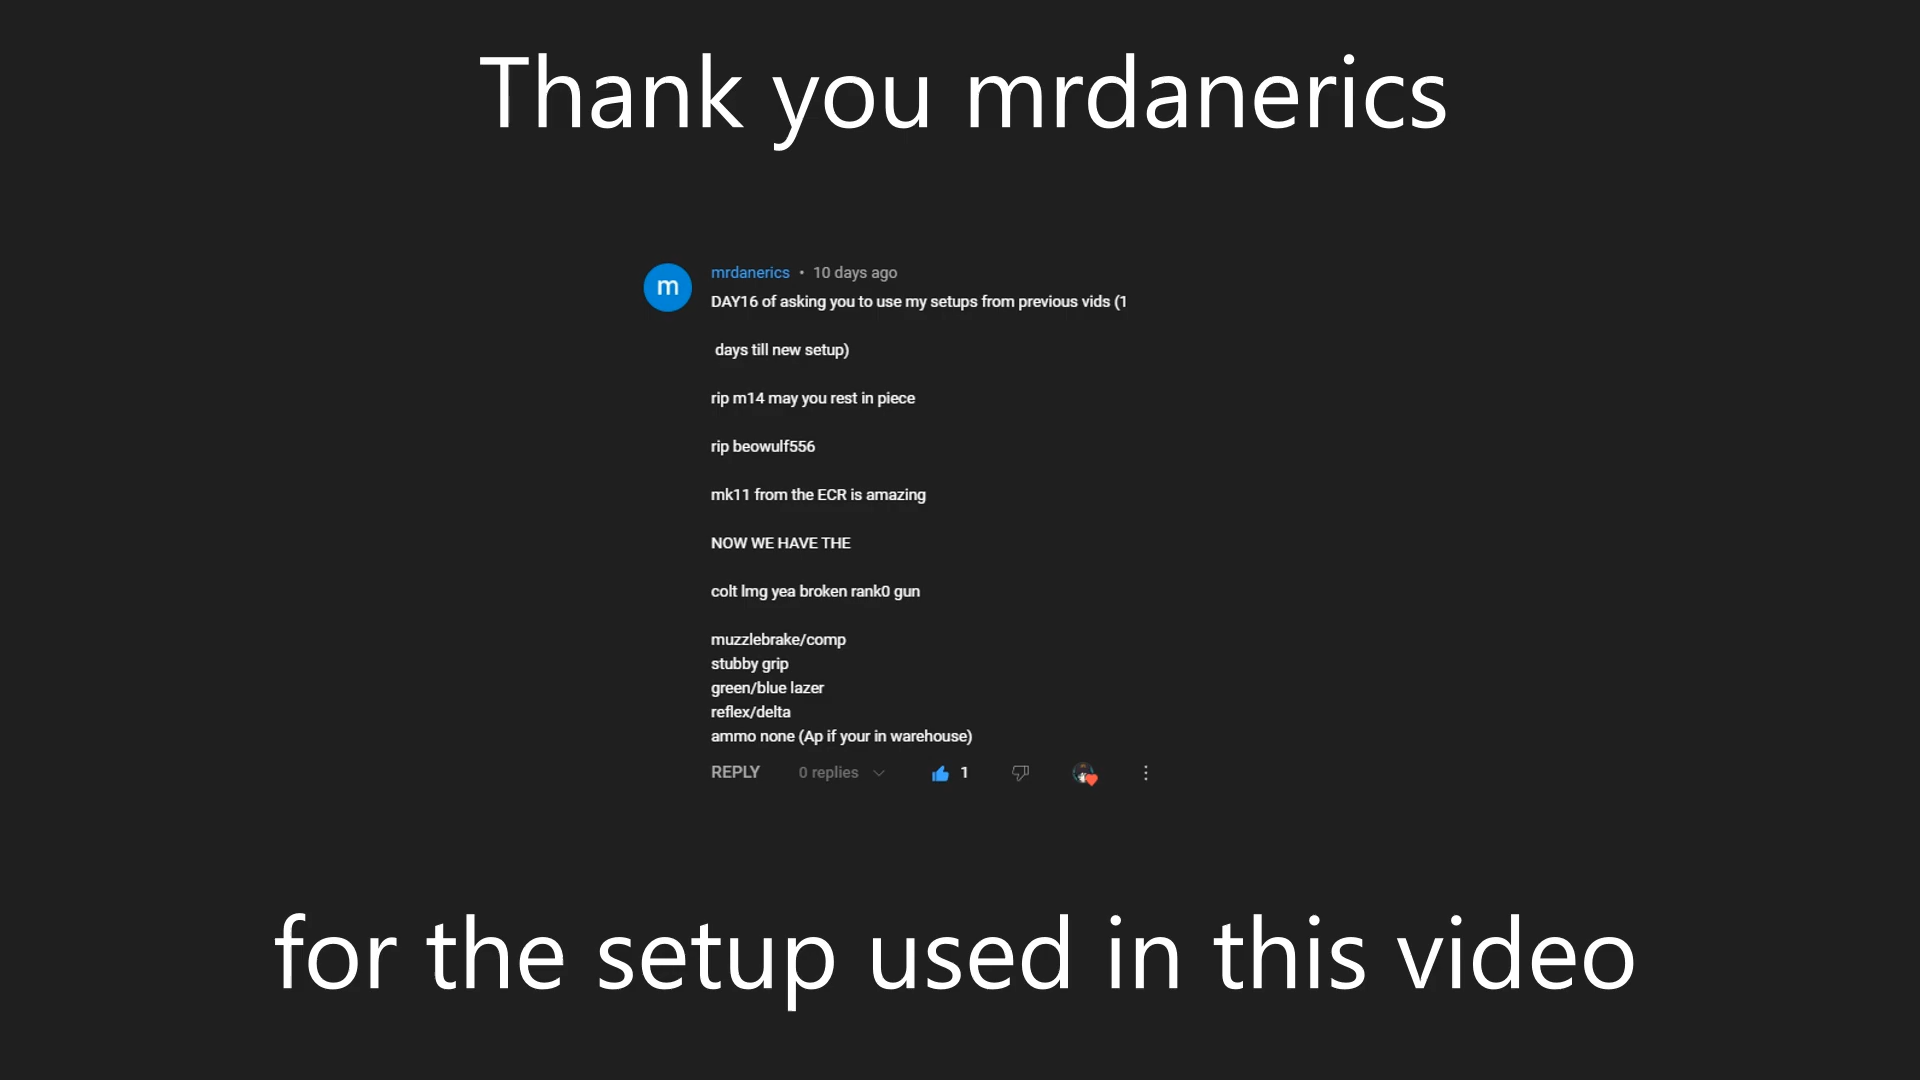 Thank you mrdanerics
m
mrdanerics • 10 days ago
DAY16 of asking you to use my setups from previous vids (1
days till new setup)
rip m14 may you rest in piece
rip beowulf556
mk11 from the ECR is amazing
NOW WE HAVE THE
colt lmg yea broken rank0 gun
muzzlebrake/comp
stubby grip
green/blue lazer
reflex/delta
ammo none (Ap if your in warehouse)
REPLY 0 replies 1
for the setup used in this video